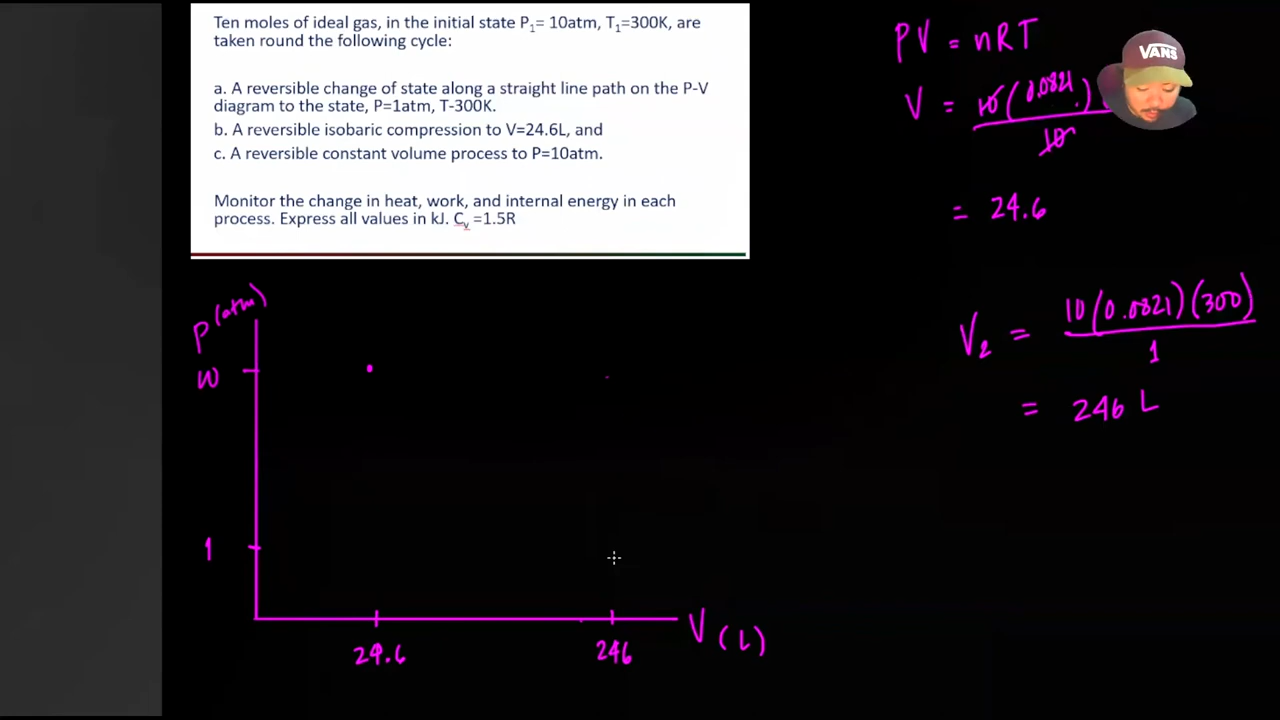 Ten moles of ideal gas, in the initial state P₁= 10atm, T₁=300K, are
taken round the following cycle:
a. A reversible change of state along a straight line path on the P-V
diagram to the state, P=1atm, T-300K.
b. A reversible isobaric compression to V=24.6L, and
c. A reversible constant volume process to P=10atm.
Monitor the change in heat, work, and internal energy in each
process. Express all values in kJ. Cᵥ =1.5R
PV = nRT
VANS
V = 10(0.0821)
10
= 24.6
V₂ = 10(0.0821)(300)
1
= 246 L
P(atm)
10
1
24.6
246
V (L)